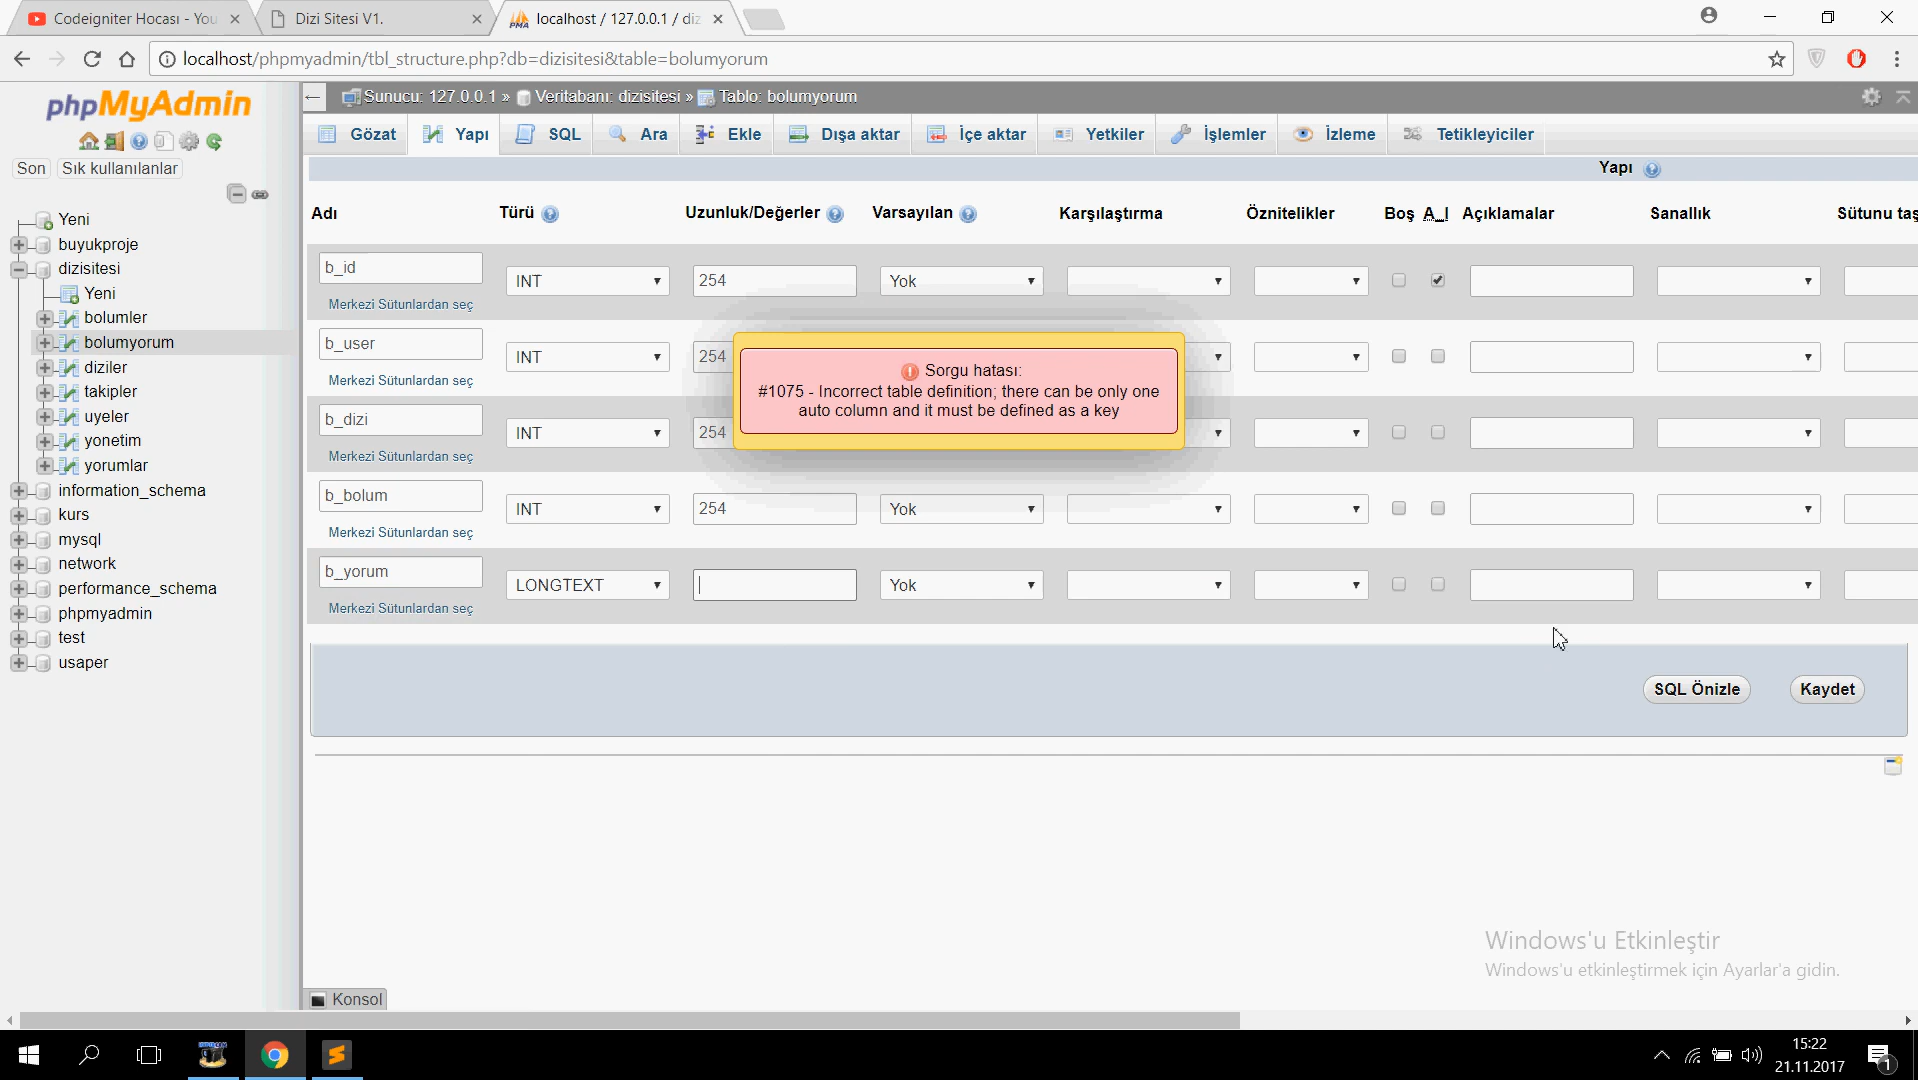 Codeigniter Hocası - You
Dizi Sitesi V1.
localhost / 127.0.0.1 / diz
localhost/phpmyadmin/tbl_structure.php?db=dizisitesi&table=bolumyorum
phpMyAdmin
Son
Sık kullanılanlar
Yeni
buyukproje
dizisitesi
Yeni
bolumler
bolumyorum
diziler
takipler
uyeler
yonetim
yorumlar
information_schema
kurs
mysql
network
performance_schema
phpmyadmin
test
usaper
Sunucu: 127.0.0.1 » Veritabanı: dizisitesi » Tablo: bolumyorum
Gözat Yapı SQL Ara Ekle Dışa aktar İçe aktar Yetkiler İşlemler İzleme Tetikleyiciler
Yapı
Adı Türü Uzunluk/Değerler Varsayılan Karşılaştırma Öznitelikler Boş A_I Açıklamalar Sanallık Sütunu taş
b_id INT 254 Yok
Merkezi Sütunlardan seç
b_user INT 254
Merkezi Sütunlardan seç
b_dizi INT 254
Merkezi Sütunlardan seç
b_bolum INT 254 Yok
Merkezi Sütunlardan seç
b_yorum LONGTEXT Yok
Merkezi Sütunlardan seç
Sorgu hatası:
#1075 - Incorrect table definition; there can be only one
auto column and it must be defined as a key
SQL Önizle Kaydet
Windows'u Etkinleştir
Windows'u etkinleştirmek için Ayarlar'a gidin.
Konsol
15:22
21.11.2017
1